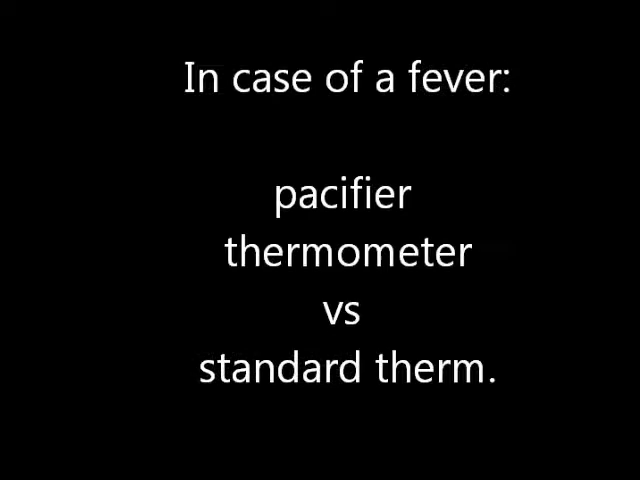 In case of a fever:
pacifier
thermometer
vs
standard therm.